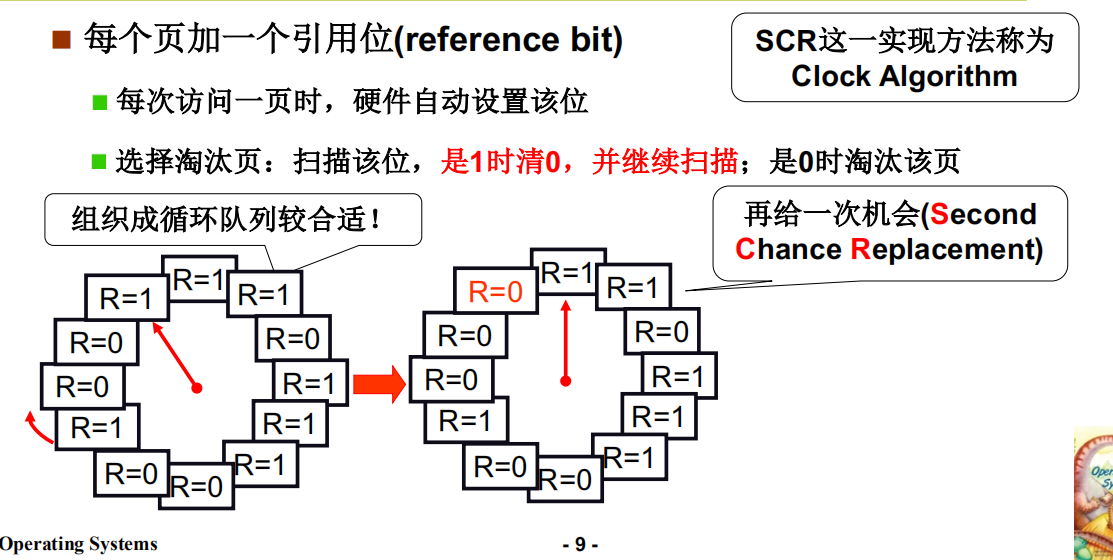 ■ 每个页加一个引用位(reference bit)
SCR这一实现方法称为
Clock Algorithm
■ 每次访问一页时，硬件自动设置该位
■ 选择淘汰页：扫描该位，是1时清0，并继续扫描；是0时淘汰该页
组织成循环队列较合适！
再给一次机会(Second
Chance Replacement)
R=1
R=1
R=1
R=0
R=1
R=1
R=1
R=0
R=0
R=1
R=0
R=0
R=0
R=1
R=1
R=0
R=1
R=1
R=1
R=0
R=0
R=1
R=0
R=0
Operating Systems
- 9 -